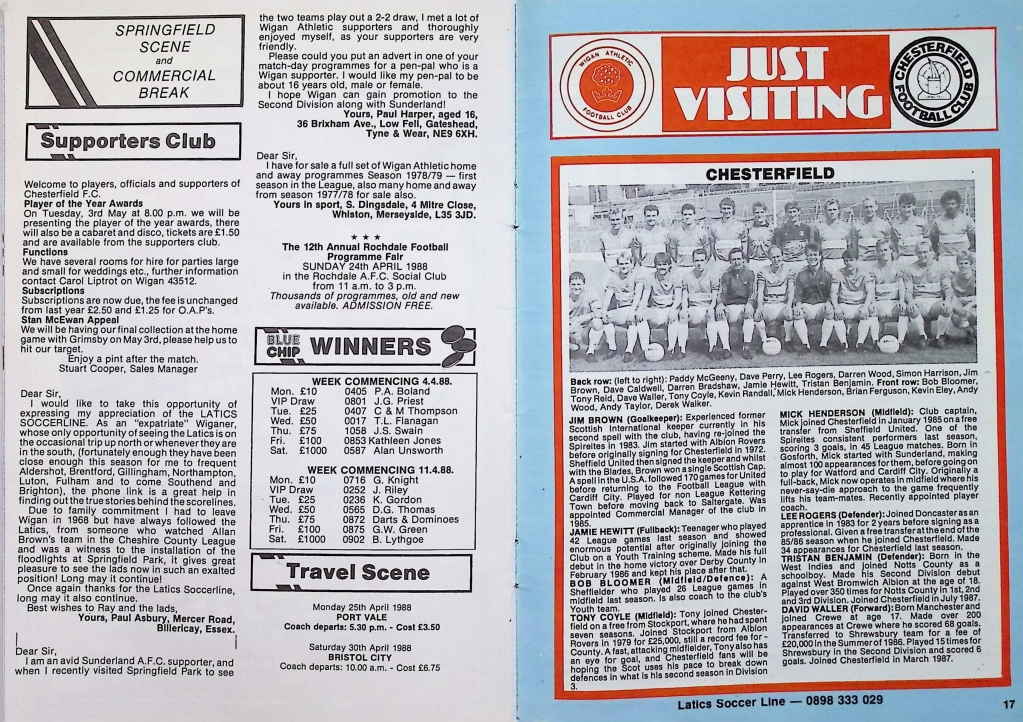 SPRINGFIELD
SCENE
and
COMMERCIAL
BREAK
Supporters Club
Welcome to players, officials and supporters of
Chesterfield F.C.
Player of the Year Awards
On Tuesday, 3rd May at 8.00 p.m. we will be
presenting the player of the year awards, there
will also be a cabaret and disco, tickets are £1.50
and are available from the supporters club.
Functions
We have several rooms for hire for parties large
and small for weddings etc., further information
contact Carol Liptrot on Wigan 43512.
Subscriptions
Subscriptions are now due, the fee is unchanged
from last year £2.50 and £1.25 for O.A.P's.
Stan McEwan Appeal
We will be having our final collection at the home
game with Grimsby on May 3rd, please help us to
hit our target.
Enjoy a pint after the match.
Stuart Cooper, Sales Manager
Dear Sir,
I would like to take this opportunity of
expressing my appreciation of the LATICS
SOCCERLINE. As an "expatriate" Wiganer,
whose only opportunity of seeing the Latics is on
the occasional trip up north or whenever they are
in the south, (fortunately enough they have been
close enough this season for me to frequent
Aldershot, Brentford, Gillingham, Northampton,
Luton, Fulham and to come Southend and
Brighton), the phone link is a great help in
finding out the true stories behind the scorelines.
Due to family commitment I had to leave
Wigan in 1968 but have always followed the
Latics, from someone who watched Allan
Brown's team in the Cheshire County League
and was a witness to the installation of the
floodlights at Springfield Park, it gives great
pleasure to see the lads now in such an exalted
position! Long may it continue!
Once again thanks for the Latics Soccerline,
long may it also continue.
Best wishes to Ray and the lads,
Yours, Paul Asbury, Mercer Road,
Billericay, Essex.
Dear Sir,
I am an avid Sunderland A.F.C. supporter, and
when I recently visited Springfield Park to see
the two teams play out a 2-2 draw, I met a lot of
Wigan Athletic supporters and thoroughly
enjoyed myself, as your supporters are very
friendly.
Please could you put an advert in one of your
match-day programmes for a pen-pal who is a
Wigan supporter. I would like my pen-pal to be
about 16 years old, male or female.
I hope Wigan can gain promotion to the
Second Division along with Sunderland!
Yours, Paul Harper, aged 16,
36 Brixham Ave., Low Fell, Gateshead,
Tyne & Wear, NE9 6XH.
Dear Sir,
I have for sale a full set of Wigan Athletic home
and away programmes Season 1978/79 — first
season in the League, also many home and away
from season 1977/78 for sale also.
Yours in sport, S. Dingsdale, 4 Mitre Close,
Whiston, Merseyside, L35 3JD.
★ ★ ★
The 12th Annual Rochdale Football
Programme Fair
SUNDAY 24th APRIL 1988
in the Rochdale A.F.C. Social Club
from 11 a.m. to 3 p.m.
Thousands of programmes, old and new
available. ADMISSION FREE.
BLUE CHIP WINNERS
WEEK COMMENCING 4.4.88.
Mon. £10 0405 P.A. Boland
VIP Draw 0801 J.G. Priest
Tue. £25 0407 C & M Thompson
Wed. £50 0017 T.L. Flanagan
Thu. £75 1058 J.S. Swain
Fri. £100 0853 Kathleen Jones
Sat. £1000 0587 Alan Unsworth
WEEK COMMENCING 11.4.88.
Mon. £10 0716 G. Knight
VIP Draw 0252 J. Riley
Tue. £25 0236 K. Gordon
Wed. £50 0565 D.G. Thomas
Thu. £75 0872 Darts & Dominoes
Fri. £100 0875 G.W. Green
Sat. £1000 0902 B. Lythgoe
Travel Scene
Monday 25th April 1988
PORT VALE
Coach departs: 5.30 p.m. - Cost £3.50
Saturday 30th April 1988
BRISTOL CITY
Coach departs: 10.00 a.m. - Cost £6.75
WIGAN ATHLETIC
FOOTBALL CLUB
JUST
VISITING
CHESTERFIELD
FOOTBALL CLUB
CHESTERFIELD
Back row: (left to right): Paddy McGeeny, Dave Perry, Lee Rogers, Darren Wood, Simon Harrison, Jim
Brown, Dave Caldwell, Darren Bradshaw, Jamie Hewitt, Tristan Benjamin. Front row: Bob Bloomer,
Tony Reid, Dave Waller, Tony Coyle, Kevin Randall, Mick Henderson, Brian Ferguson, Kevin Eley, Andy
Wood, Andy Taylor, Derek Walker.
JIM BROWN (Goalkeeper): Experienced former
Scottish International keeper currently in his
second spell with the club, having re-joined the
Spireites in 1983. Jim started with Albion Rovers
before originally signing for Chesterfield in 1972.
Sheffield United then signed the keeper and whilst
with the Blades, Brown won a single Scottish Cap.
A spell in the U.S.A. followed 170 games for United
before returning to the Football League with
Cardiff City. Played for non League Kettering
Town before moving back to Saltergate. Was
appointed Commercial Manager of the club in
1985.
JAMIE HEWITT (Fullback): Teenager who played
42 League games last season and showed
enormous potential after originally joining the
Club on a Youth Training scheme. Made his full
debut in the home victory over Derby County in
February 1986 and kept his place after that.
BOB BLOOMER (Midfield/Defence): A
Sheffielder who played 26 League games in
midfield last season. Is also coach to the club's
Youth team.
TONY COYLE (Midfield): Tony joined Chester-
field on a free from Stockport, where he had spent
seven seasons. Joined Stockport from Albion
Rovers in 1979 for £25,000, still a record fee for -
County. A fast, attacking midfielder, Tony also has
an eye for goal, and Chesterfield fans will be
hoping the Scot uses his pace to break down
defences in what is his second season in Division
3.
MICK HENDERSON (Midfield): Club captain,
Mick joined Chesterfield in January 1985 on a free
transfer from Sheffield United. One of the
Spireites consistent performers last season,
scoring 3 goals, in 45 League matches. Born in
Gosforth, Mick started with Sunderland, making
almost 100 appearances for them, before going on
to play for Watford and Cardiff City. Originally a
full-back, Mick now operates in midfield where his
never-say-die approach to the game frequently
lifts his team-mates. Recently appointed player
coach.
LEE ROGERS (Defender): Joined Doncaster as an
apprentice in 1983 for 2 years before signing as a
professional. Given a free transfer at the end of the
85/86 season when he joined Chesterfield. Made
34 appearances for Chesterfield last season.
TRISTAN BENJAMIN (Defender): Born in the
West Indies and joined Notts County as a
schoolboy. Made his Second Division debut
against West Bromwich Albion at the age of 18.
Played over 350 times for Notts County in 1st, 2nd
and 3rd Division. Joined Chesterfield in July 1987.
DAVID WALLER (Forward): Born Manchester and
joined Crewe at age 17. Made over 200
appearances at Crewe where he scored 68 goals.
Transferred to Shrewsbury team for a fee of
£20,000 in the Summer of 1986. Played 15 times for
Shrewsbury in the Second Division and scored 6
goals. Joined Chesterfield in March 1987.
Latics Soccer Line — 0898 333 029
17